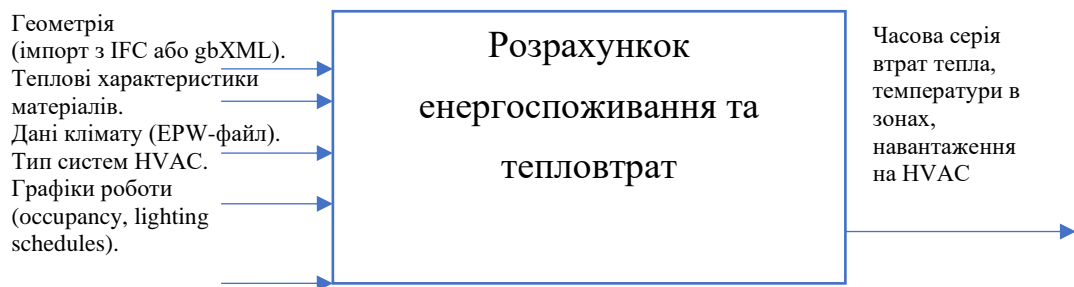 Геометрія
(імпорт з IFC або gbXML).
Теплові характеристики
матеріалів.
Дані клімату (EPW-файл).
Тип систем HVAC.
Графіки роботи
(occupancy, lighting
schedules).
Розрахункок
енергоспоживання та
тепловтрат
Часова серія
втрат тепла,
температури в
зонах,
навантаження
на HVAC